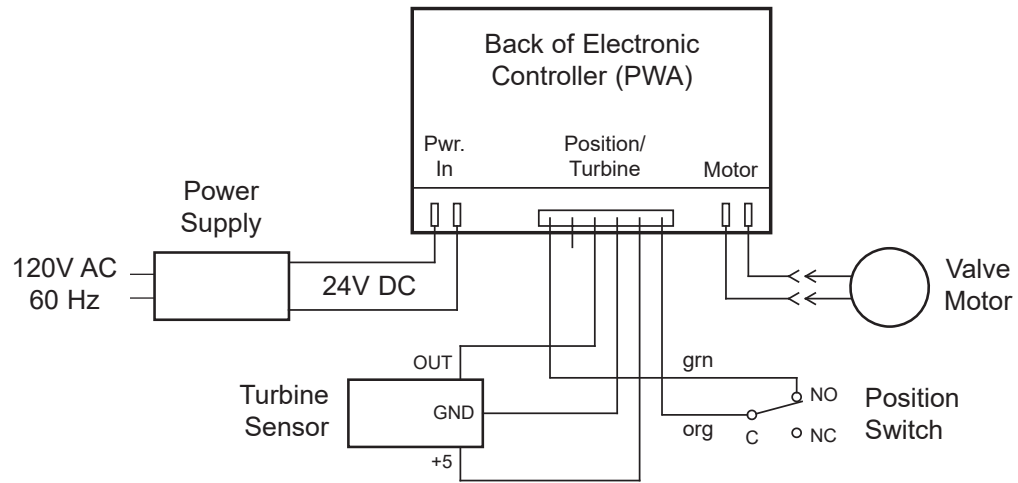 Back of Electronic
Controller (PWA)
Pwr.
In
Position/
Turbine
Motor
Power
Supply
120V AC
60 Hz
24V DC
Valve
Motor
OUT
grn
Turbine
Sensor
GND
NO
Position
Switch
org
C
NC
+5